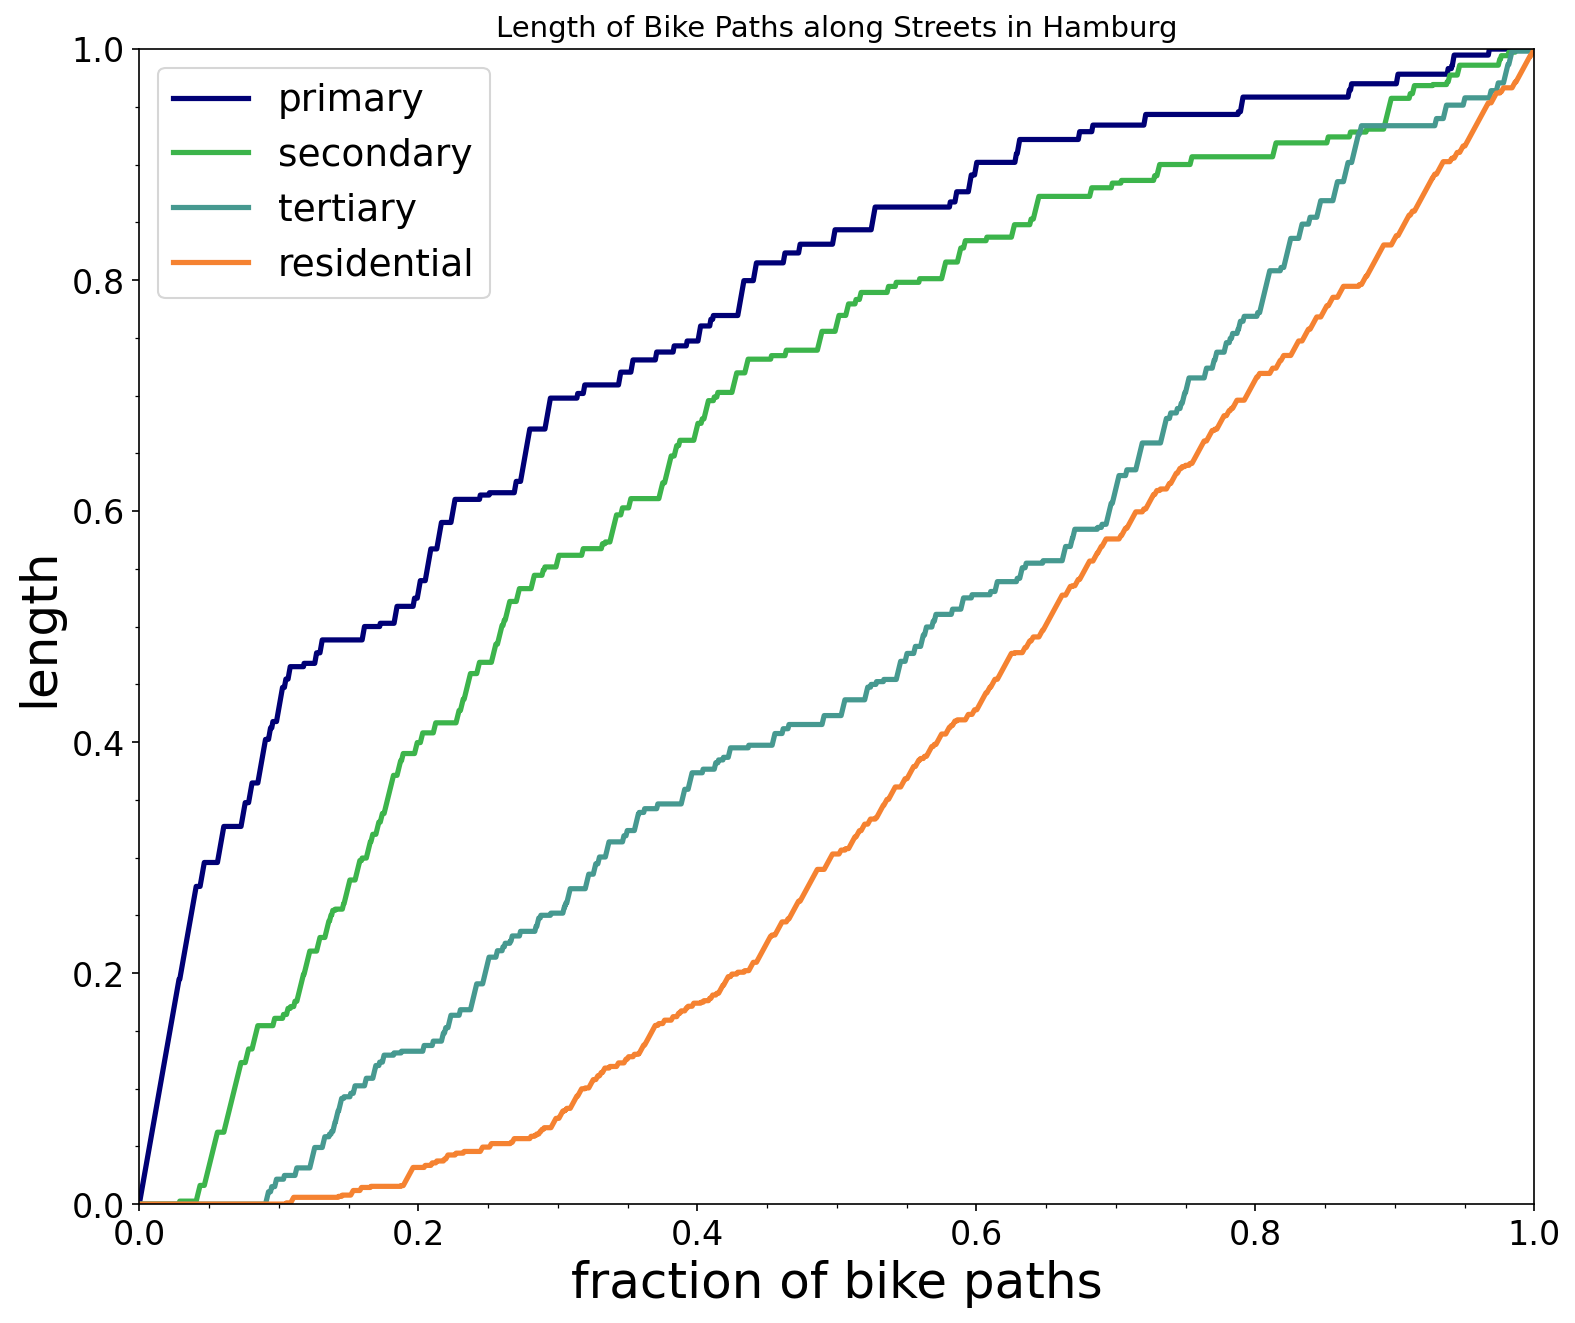 Length of Bike Paths along Streets in Hamburg
primary
secondary
tertiary
residential
length
1.0
0.8
0.6
0.4
0.2
0.0
0.0 0.2 0.4 0.6 0.8 1.0
fraction of bike paths